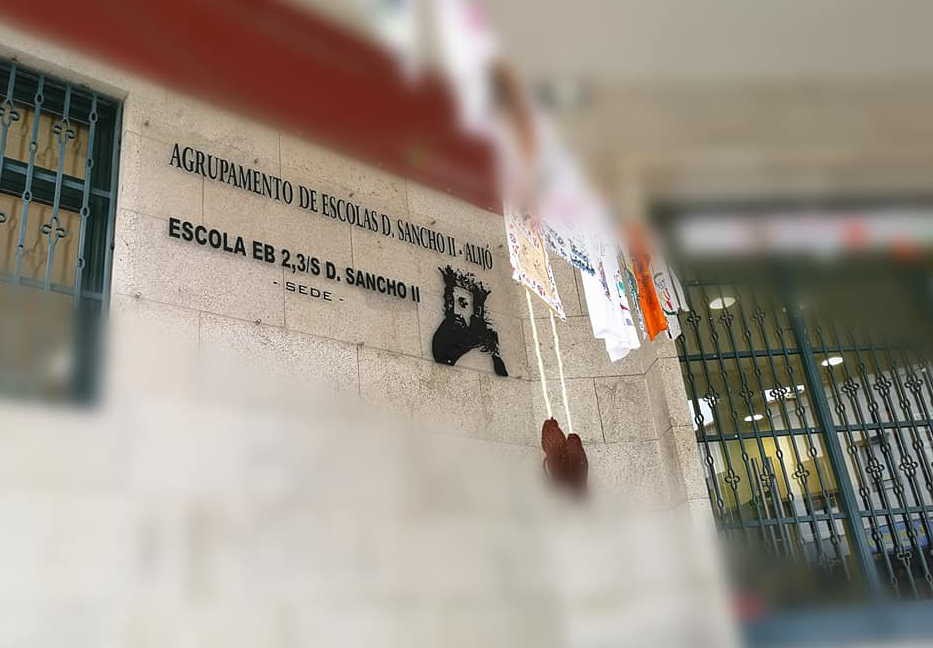 AGRUPAMENTO DE ESCOLAS D. SANCHO II - ALIJÓ
ESCOLA EB 2,3/S D. SANCHO II
- SEDE -